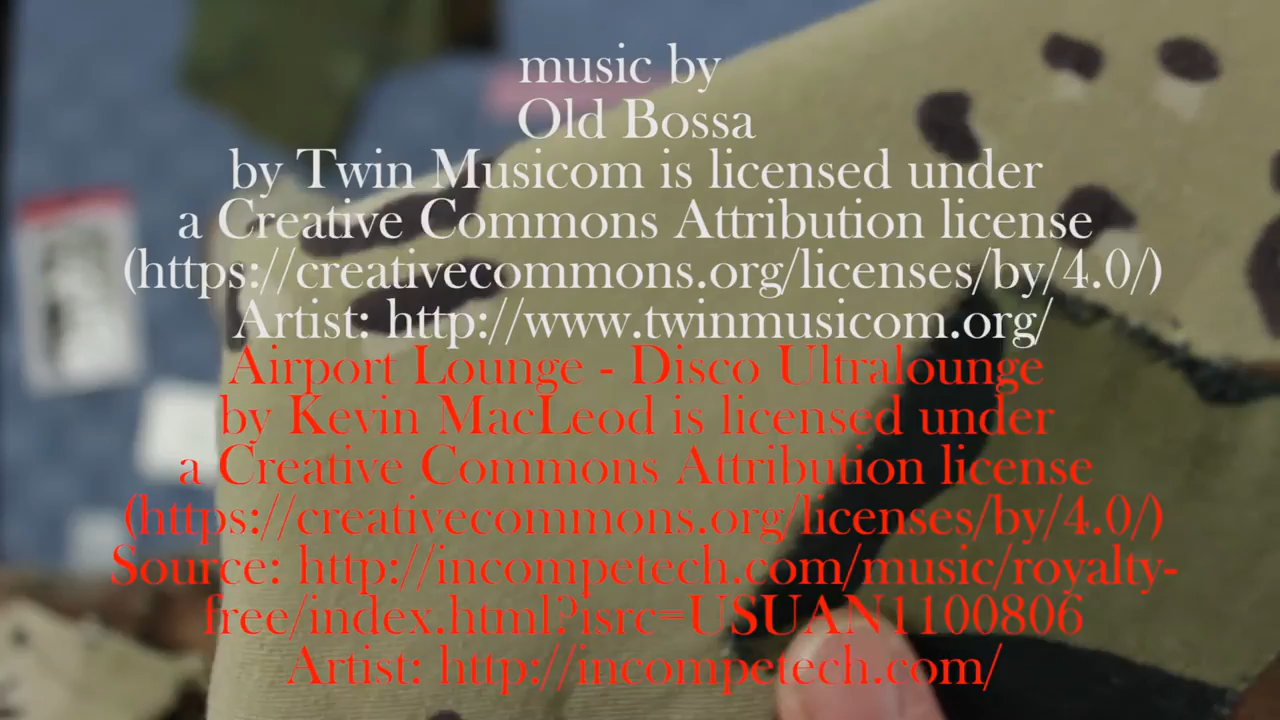 music by
Old Bossa
by Twin Musicom is licensed under
a Creative Commons Attribution license
(https://creativecommons.org/licenses/by/4.0/)
Artist: http://www.twinmusicom.org/
Airport Lounge - Disco Ultralounge
by Kevin MacLeod is licensed under
a Creative Commons Attribution license
(https://creativecommons.org/licenses/by/4.0/)
Source: http://incompetech.com/music/royalty-
free/index.html?isrc=USUAN1100806
Artist: http://incompetech.com/